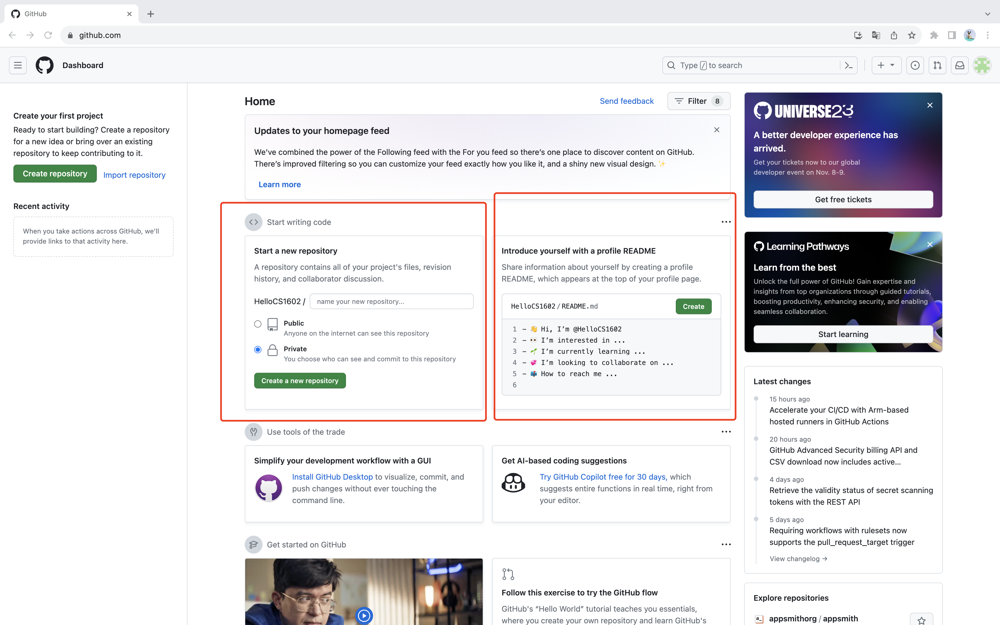 GitHub
github.com
Dashboard
Type / to search
Create your first project
Ready to start building? Create a repository
for a new idea or bring over an existing
repository to keep contributing to it.
Create repository
Import repository
Recent activity
When you take actions across GitHub, we’ll
provide links to that activity here.
Home
Send feedback
Filter 8
Updates to your homepage feed
We've combined the power of the Following feed with the For you feed so there’s one place to discover content on GitHub.
There’s improved filtering so you can customize your feed exactly how you like it, and a shiny new visual design. ✨
Learn more
Start writing code
Start a new repository
A repository contains all of your project's files, revision
history, and collaborator discussion.
HelloCS1602 / name your new repository...
Public
Anyone on the internet can see this repository
Private
You choose who can see and commit to this repository
Create a new repository
Introduce yourself with a profile README
Share information about yourself by creating a profile
README, which appears at the top of your profile page.
HelloCS1602 / README.md
Create
1 – 👋 Hi, I’m @HelloCS1602
2 – 👀 I’m interested in ...
3 – 🌱 I’m currently learning ...
4 – 💞️ I’m looking to collaborate on ...
5 – 📫 How to reach me ...
6
Use tools of the trade
Simplify your development workflow with a GUI
Install GitHub Desktop to visualize, commit, and
push changes without ever touching the
command line.
Get AI-based coding suggestions
Try GitHub Copilot free for 30 days, which
suggests entire functions in real time, right from
your editor.
Get started on GitHub
Follow this exercise to try the GitHub flow
GitHub's “Hello World” tutorial teaches you essentials,
where you create your own repository and learn GitHub's
UNIVERSE23
A better developer experience has
arrived.
Get your tickets now to our global
developer event on Nov. 8-9.
Get free tickets
Learning Pathways
Learn from the best
Unlock the full power of GitHub! Gain expertise and
insights from top organizations through guided tutorials,
boosting productivity, enhancing security, and enabling
seamless collaboration.
Start learning
Latest changes
15 hours ago
Accelerate your CI/CD with Arm-based
hosted runners in GitHub Actions
20 hours ago
GitHub Advanced Security billing API and
CSV download now includes active...
4 days ago
Retrieve the validity status of secret scanning
tokens with the REST API
5 days ago
Requiring workflows with rulesets now
supports the pull_request_target trigger
View changelog →
Explore repositories
a_ appsmithorg / appsmith